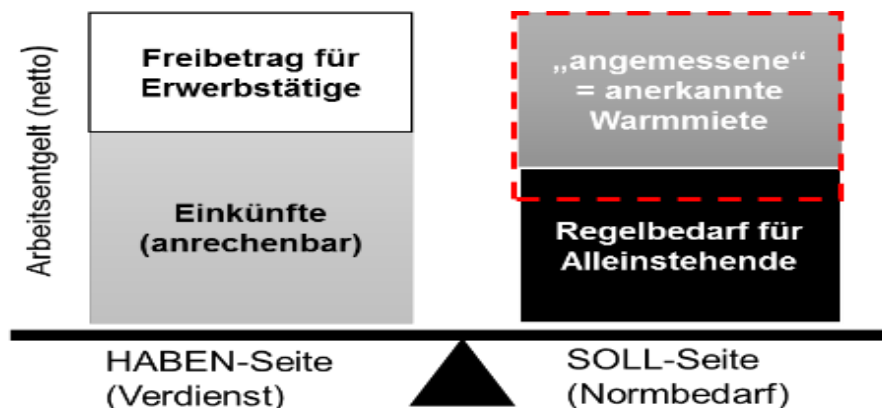 Arbeitsentgelt (netto)
Freibetrag für
Erwerbstätige
Einkünfte
(anrechenbar)
„angemessene“
= anerkannte
Warmmiete
Regelbedarf für
Alleinstehende
HABEN-Seite
(Verdienst)
SOLL-Seite
(Normbedarf)